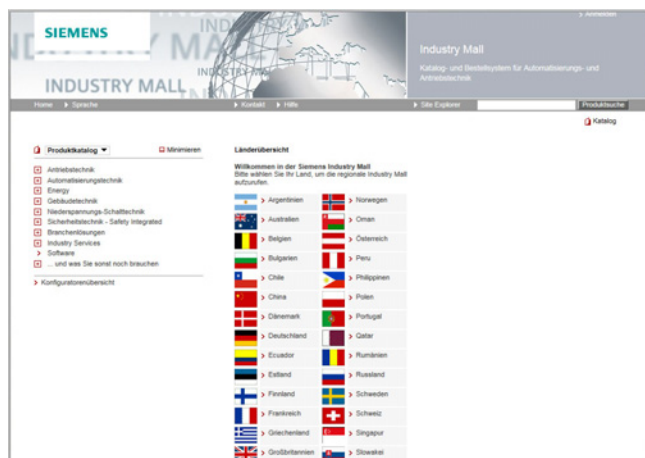 > Anmelden
SIEMENS
INDUSTRY MALL
Industry Mall
Katalog- und Bestellsystem für Automatisierungs- und
Antriebstechnik
Home > Sprache > Kontakt > Hilfe > Site Explorer Produktsuche
Katalog
Produktkatalog Minimieren
Antriebstechnik
Automatisierungstechnik
Energy
Gebäudetechnik
Niederspannungs-Schalttechnik
Sicherheitstechnik - Safety Integrated
Branchenlösungen
Industry Services
> Software
... und was Sie sonst noch brauchen
> Konfiguratorenübersicht
Länderübersicht
Willkommen in der Siemens Industry Mall
Bitte wählen Sie Ihr Land, um die regionale Industry Mall
aufzurufen.
> Argentinien > Norwegen
> Australien > Oman
> Belgien > Österreich
> Bulgarien > Peru
> Chile > Philippinen
> China > Polen
> Dänemark > Portugal
> Deutschland > Qatar
> Ecuador > Rumänien
> Estland > Russland
> Finnland > Schweden
> Frankreich > Schweiz
> Griechenland > Singapur
> Großbritannien > Slowakei